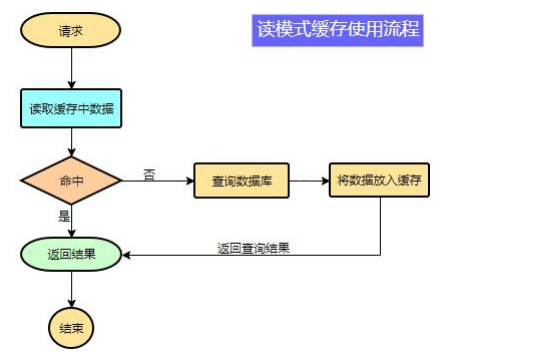 请求
读模式缓存使用流程
读取缓存中数据
命中
否
查询数据库
将数据放入缓存
是
返回结果
返回查询结果
结束